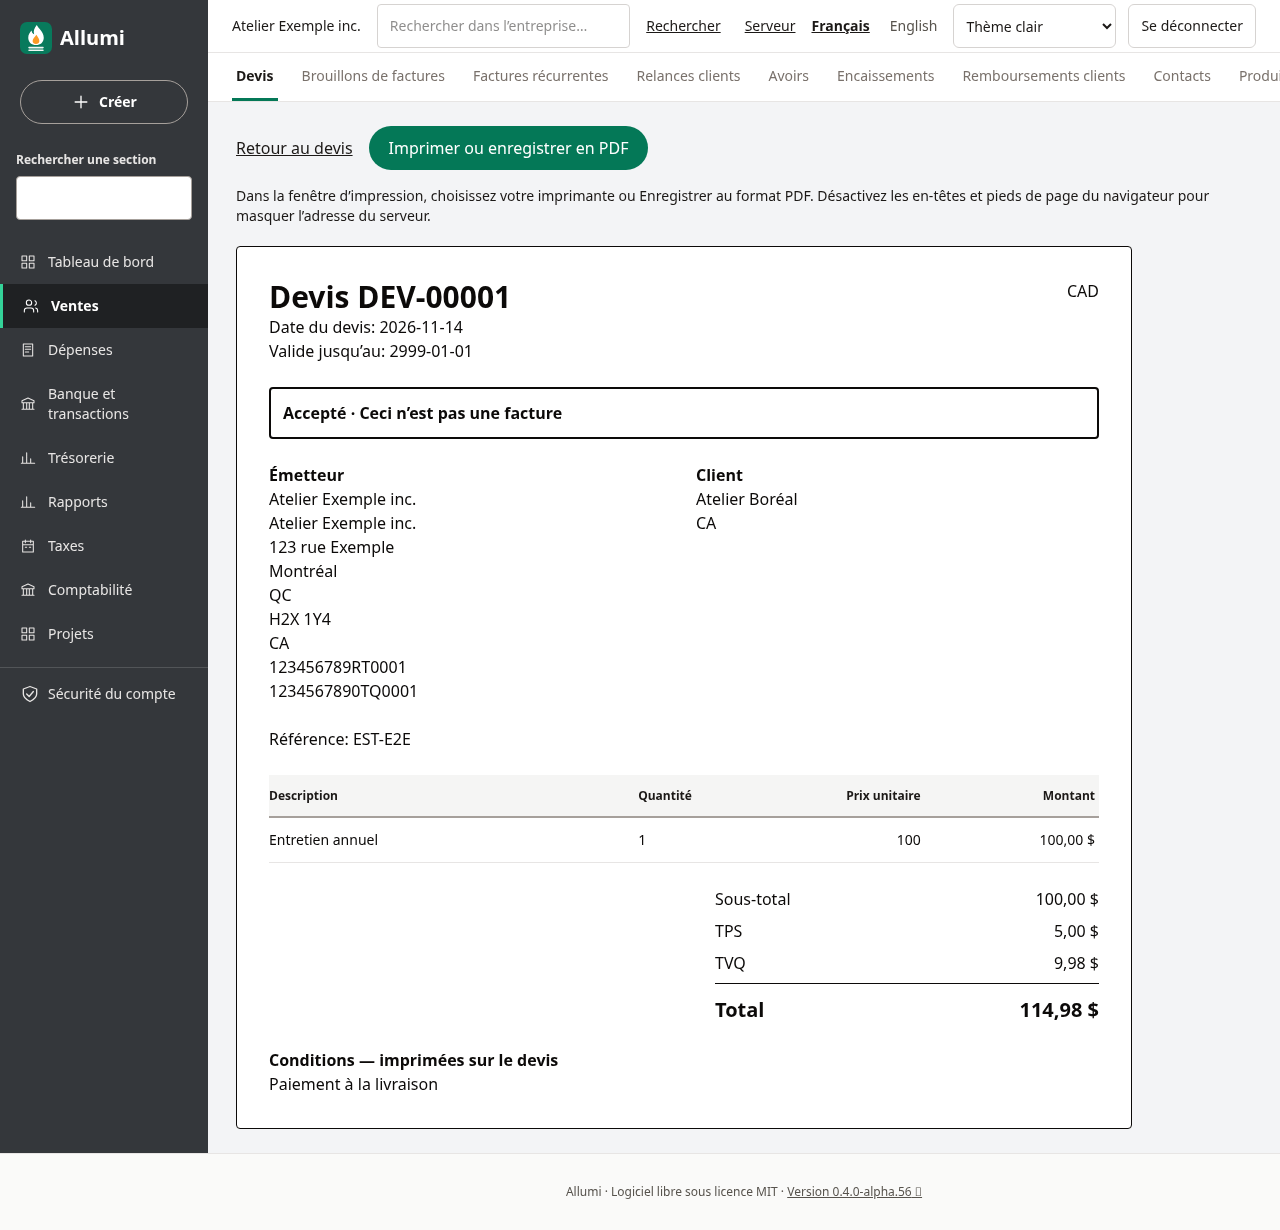 Allumi
Créer
Rechercher une section
Tableau de bord
Ventes
Dépenses
Banque et
transactions
Trésorerie
Rapports
Taxes
Comptabilité
Projets
Sécurité du compte
Atelier Exemple inc. Rechercher dans l’entreprise… Rechercher Serveur Français English Thème clair Se déconnecter
Devis Brouillons de factures Factures récurrentes Relances clients Avoirs Encaissements Remboursements clients Contacts Produi
Retour au devis Imprimer ou enregistrer en PDF
Dans la fenêtre d’impression, choisissez votre imprimante ou Enregistrer au format PDF. Désactivez les en-têtes et pieds de page du navigateur pour
masquer l’adresse du serveur.
Devis DEV-00001 CAD
Date du devis: 2026-11-14
Valide jusqu’au: 2999-01-01
Accepté · Ceci n’est pas une facture
Émetteur
Atelier Exemple inc.
Atelier Exemple inc.
123 rue Exemple
Montréal
QC
H2X 1Y4
CA
123456789RT0001
1234567890TQ0001
Client
Atelier Boréal
CA
Référence: EST-E2E
Description Quantité Prix unitaire Montant
Entretien annuel 1 100 100,00 $
Sous-total 100,00 $
TPS 5,00 $
TVQ 9,98 $
Total 114,98 $
Conditions — imprimées sur le devis
Paiement à la livraison
Allumi · Logiciel libre sous licence MIT · Version 0.4.0-alpha.56